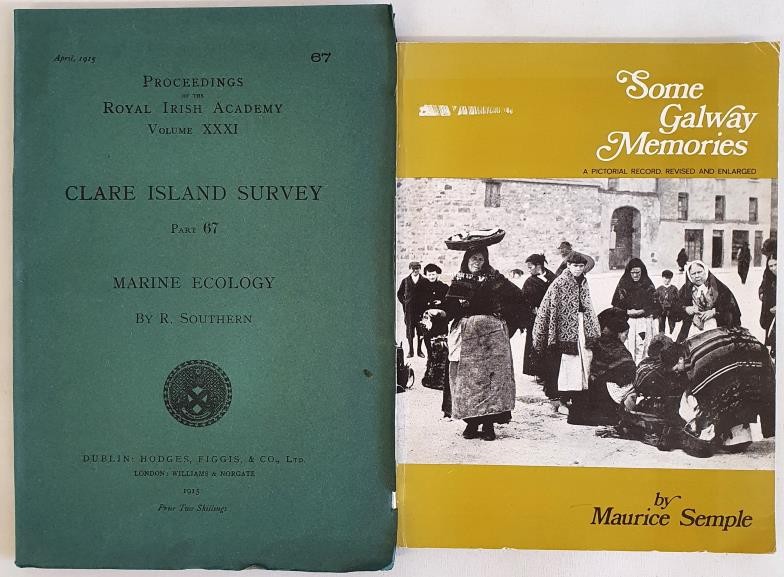 April, 1915 67
PROCEEDINGS
OF THE
ROYAL IRISH ACADEMY
VOLUME XXXI
CLARE ISLAND SURVEY
PART 67
MARINE ECOLOGY
BY R. SOUTHERN
DUBLIN: HODGES, FIGGIS, & CO., LTD.
LONDON: WILLIAMS & NORGATE
1915
Price Two Shillings
Some
Galway
Memories
A PICTORIAL RECORD, REVISED AND ENLARGED
by
Maurice Semple